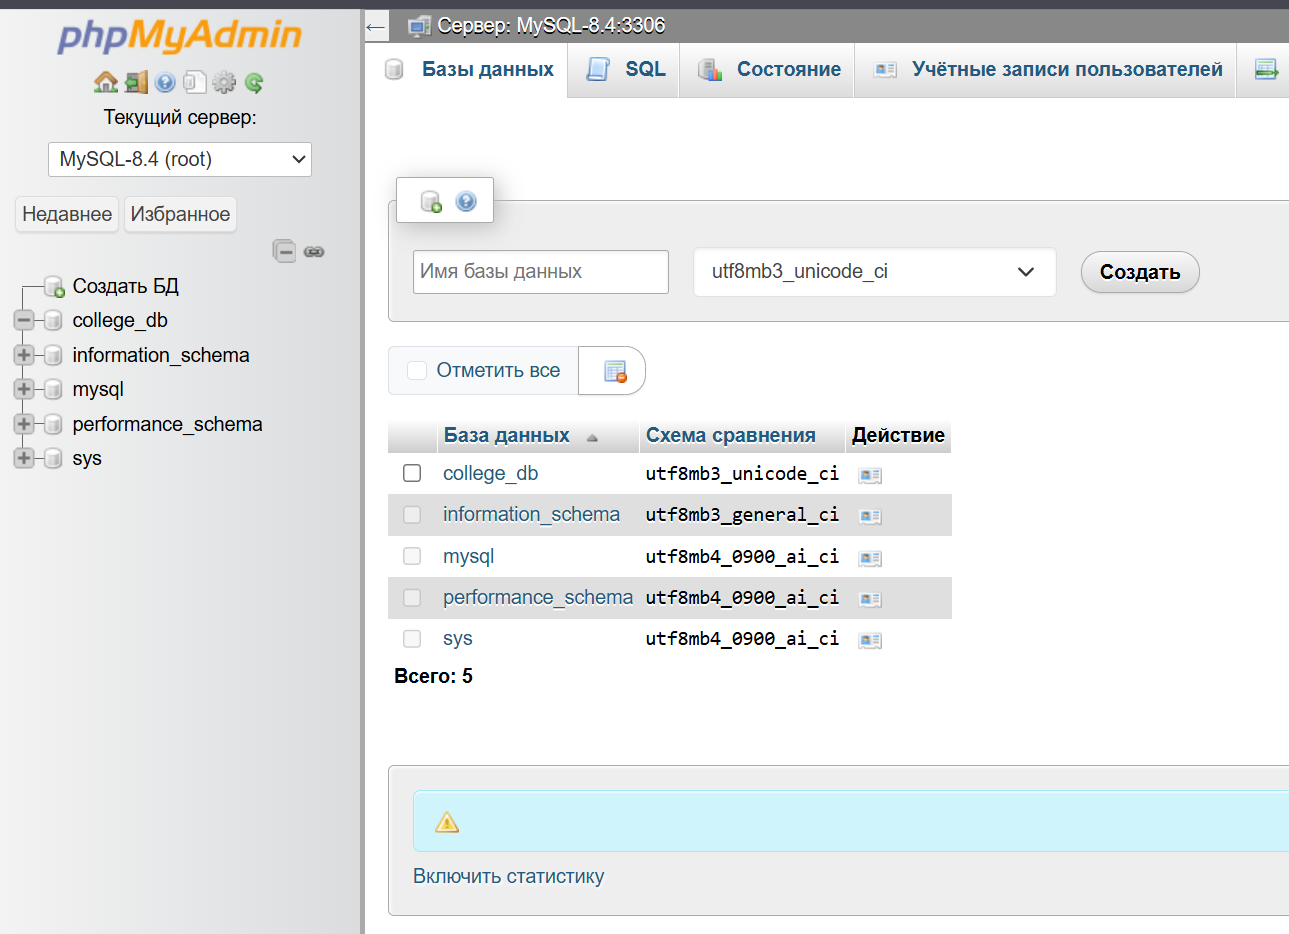 phpMyAdmin
Текущий сервер:
MySQL-8.4 (root)
Недавнее Избранное
Создать БД
college_db
information_schema
mysql
performance_schema
sys
Сервер: MySQL-8.4:3306
Базы данных SQL Состояние Учётные записи пользователей
Имя базы данных utf8mb3_unicode_ci Создать
Отметить все
База данных Схема сравнения Действие
college_db utf8mb3_unicode_ci
information_schema utf8mb3_general_ci
mysql utf8mb4_0900_ai_ci
performance_schema utf8mb4_0900_ai_ci
sys utf8mb4_0900_ai_ci
Всего: 5
Включить статистику